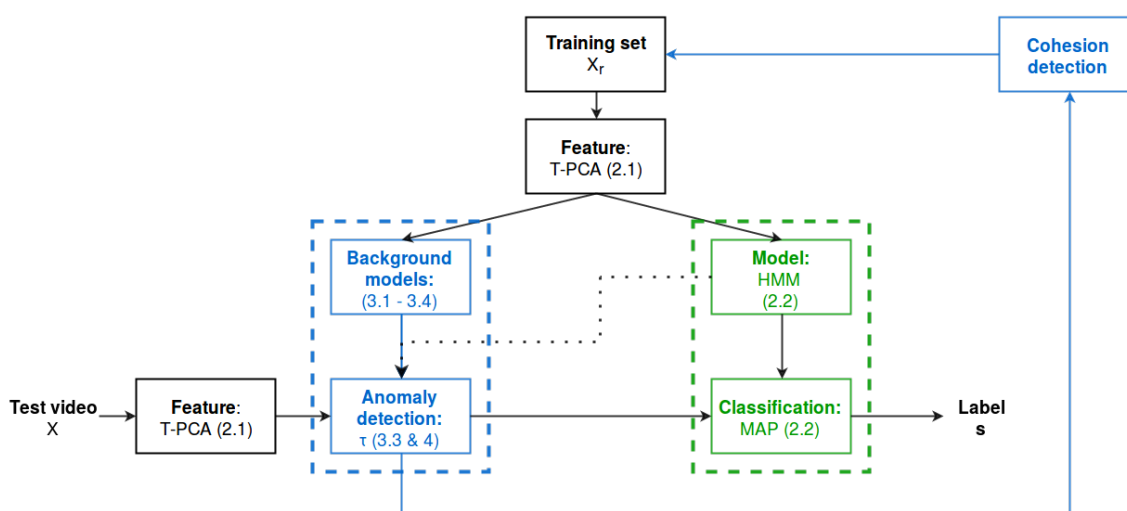 Training set
Xr
Cohesion
detection
Feature:
T-PCA (2.1)
Background
models:
(3.1 - 3.4)
Model:
HMM
(2.2)
Test video
X
Feature:
T-PCA (2.1)
Anomaly
detection:
τ (3.3 & 4)
Classification:
MAP (2.2)
Label
s